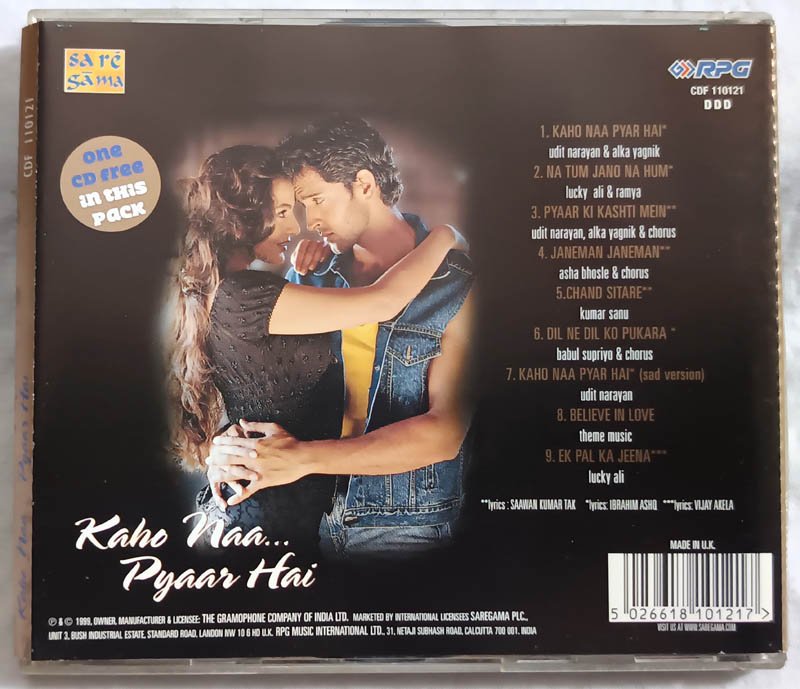 sa rē
gāma
RPG
CDF 110121
DDD
CDF 110121
one
CD free
in this
pack
1. KAHO NAA PYAR HAI*
udit narayan & alka yagnik
2. NA TUM JANO NA HUM*
lucky ali & ramya
3. PYAAR KI KASHTI MEIN**
udit narayan, alka yagnik & chorus
4. JANEMAN JANEMAN**
asha bhosle & chorus
5.CHAND SITARE**
kumar sanu
6. DIL NE DIL KO PUKARA *
babul supriyo & chorus
7. KAHO NAA PYAR HAI* (sad version)
udit narayan
8. BELIEVE IN LOVE
theme music
9. EK PAL KA JEENA***
lucky ali
**lyrics : SAAWAN KUMAR TAK *lyrics: IBRAHIM ASHQ ***lyrics: VIJAY AKELA
Kaho Naa...
Pyaar Hai
Kaho Naa Pyaar Hai
MADE IN U.K.
5 026618 101217 >
VISIT US AT WWW.SAREGAMA.COM
℗ & © 1999, OWNER, MANUFACTURER & LICENSEE: THE GRAMOPHONE COMPANY OF INDIA LTD. MARKETED BY INTERNATIONAL LICENSEES SAREGAMA PLC.,
UNIT 3, BUSH INDUSTRIAL ESTATE, STANDARD ROAD, LANDON NW 10 6 HD U.K. RPG MUSIC INTERNATIONAL LTD., 31, NETAJI SUBHASH ROAD, CALCUTTA 700 001. INDIA